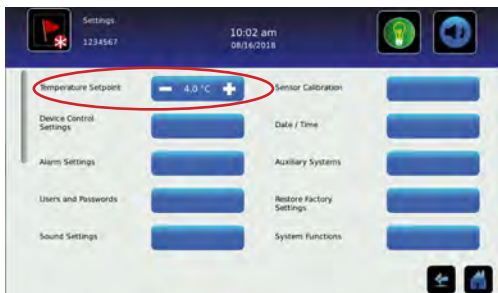 Settings
1234567
10:02 am
08/16/2018
Temperature Setpoint
4.0 °C
Sensor Calibration
Device Control
Settings
Date / Time
Alarm Settings
Auxiliary Systems
Users and Passwords
Restore Factory
Settings
Sound Settings
System Functions